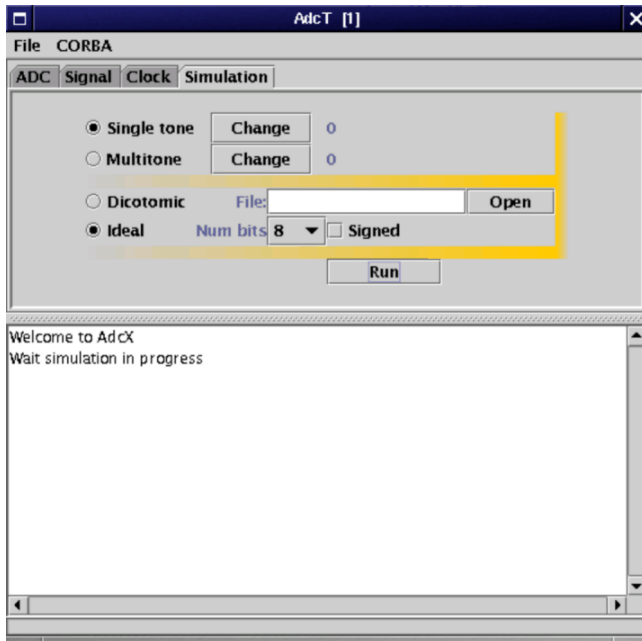 AdcT [1]
File CORBA
ADC Signal Clock Simulation
Single tone Change 0
Multitone Change 0
Dicotomic File: Open
Ideal Num bits 8 Signed
Run
Welcome to AdcX
Wait simulation in progress